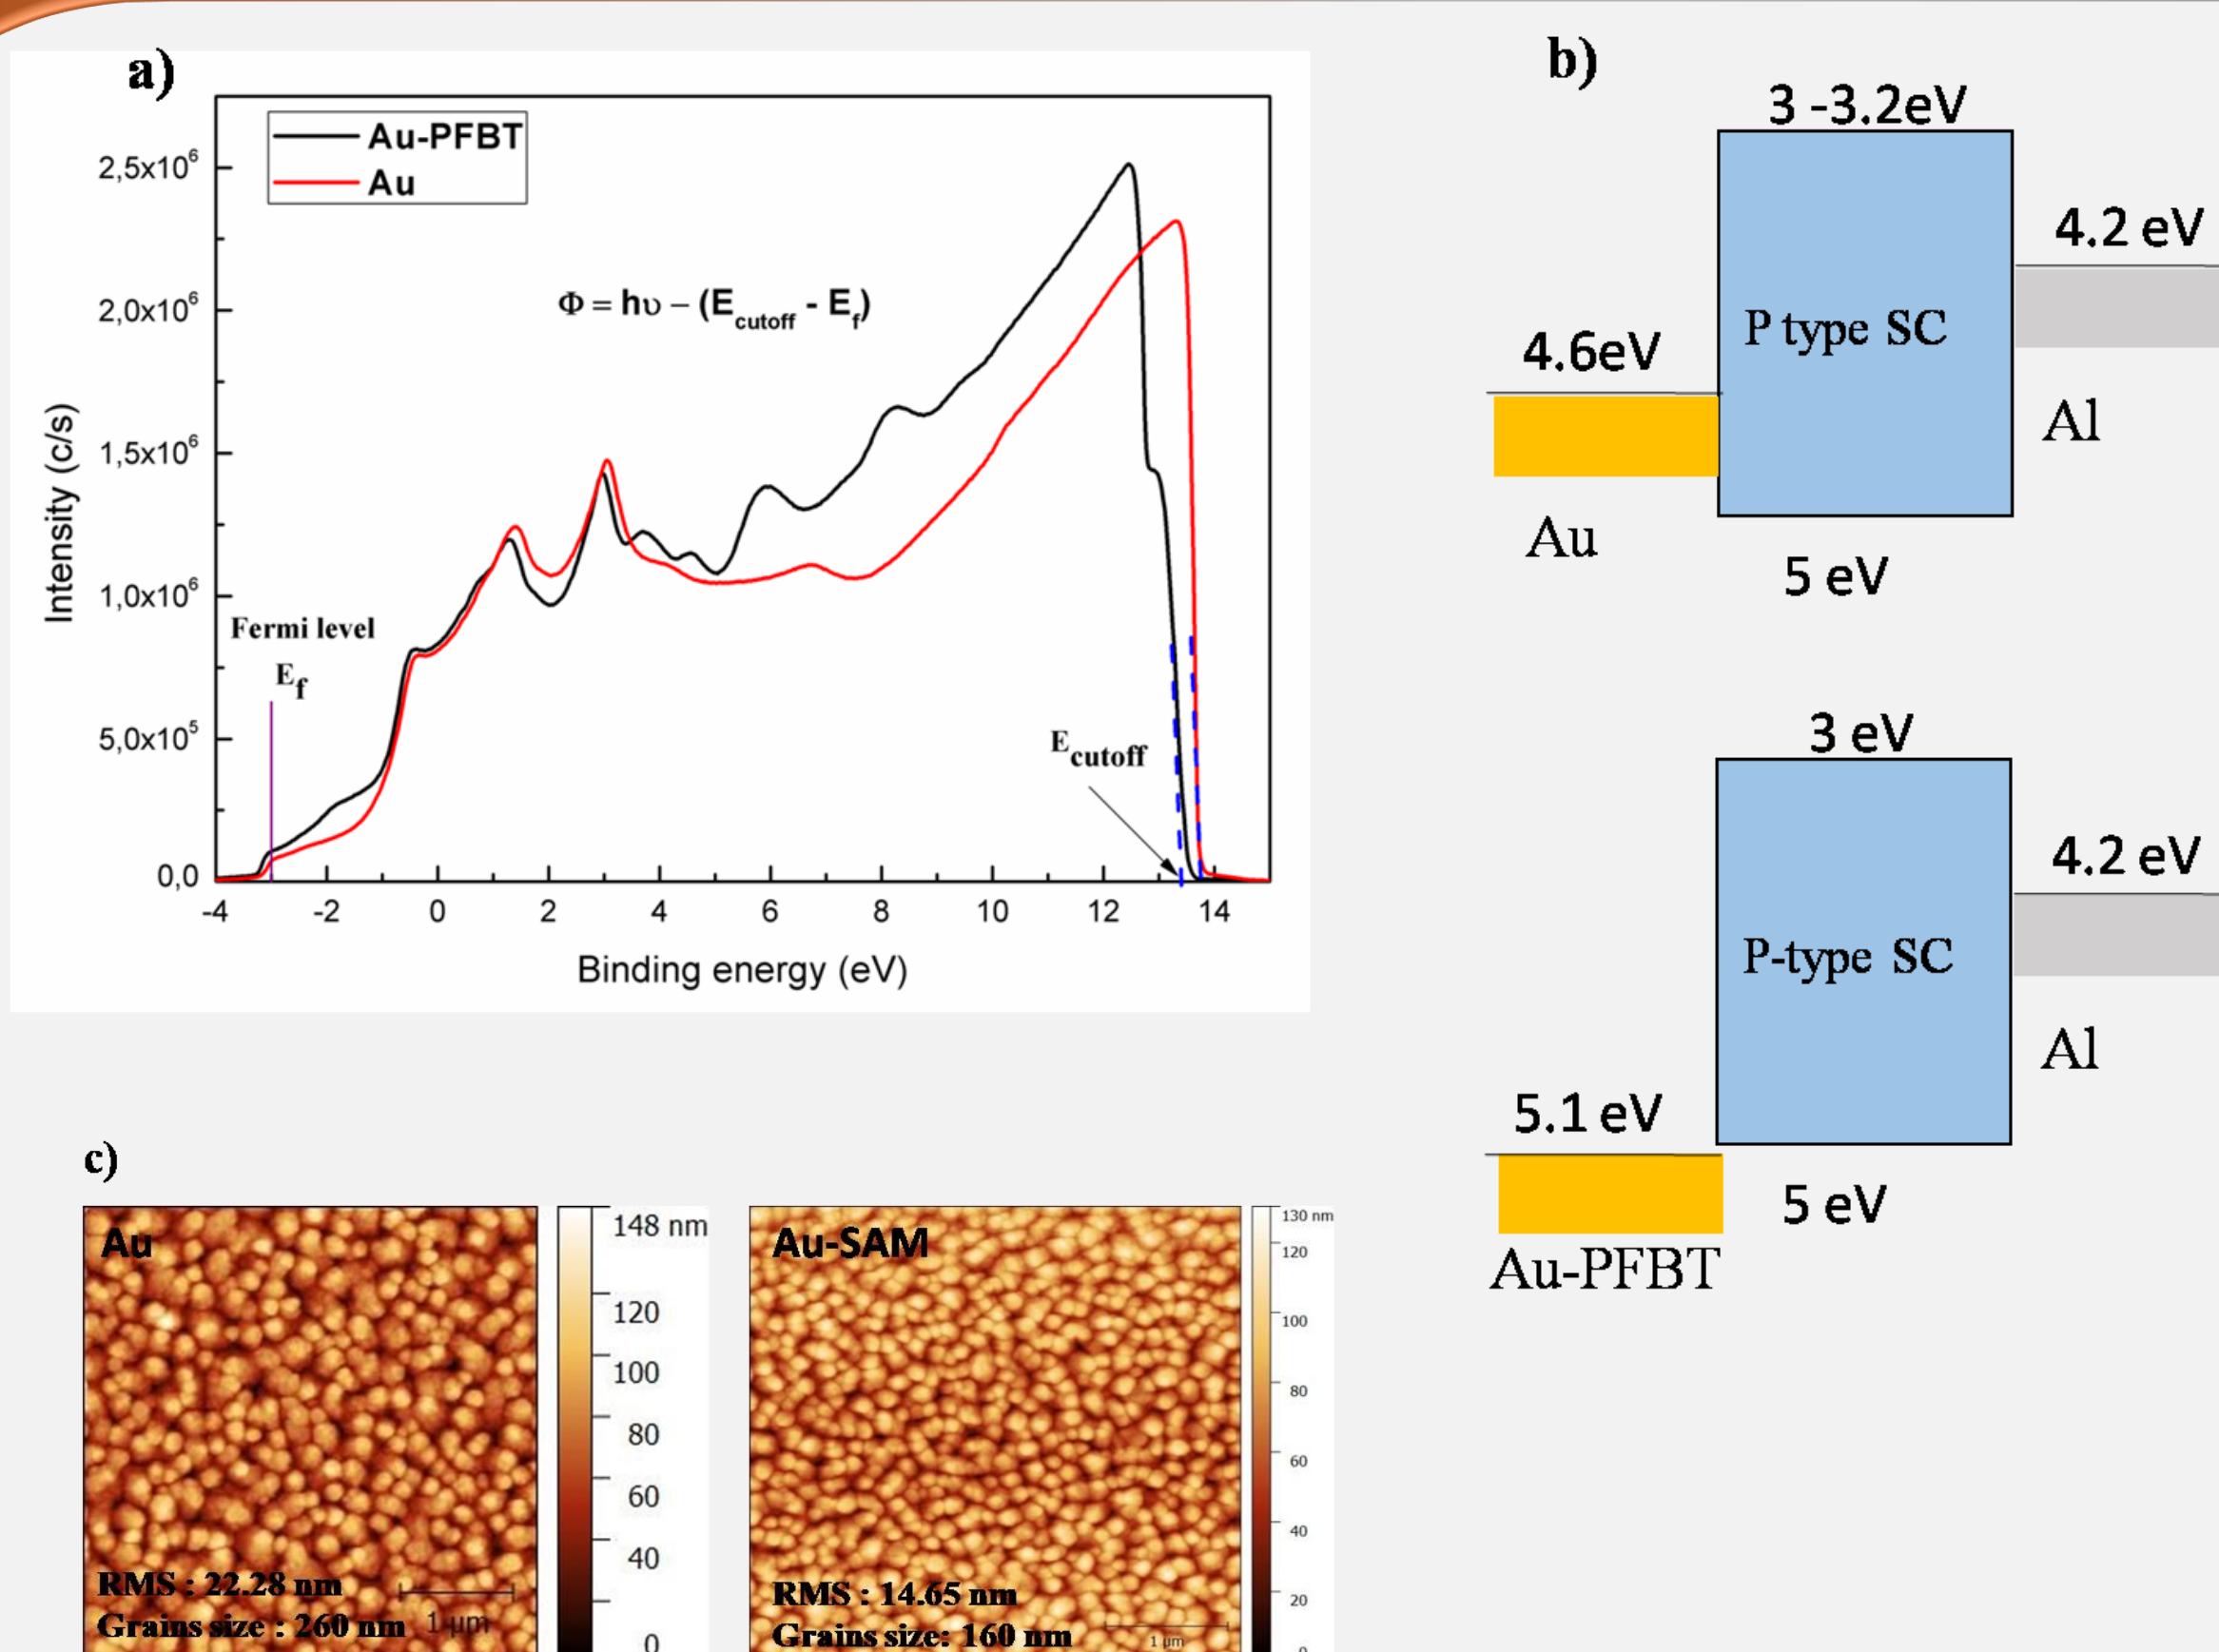 a)
Au-PFBT
Au
2,5x10⁶
2,0x10⁶
1,5x10⁶
1,0x10⁶
5,0x10⁵
0,0
Intensity (c/s)
Φ = hυ – (E_cutoff - E_f)
Fermi level
E_f
E_cutoff
-4 -2 0 2 4 6 8 10 12 14
Binding energy (eV)
b)
3 -3.2eV
4.2 eV
P type SC
4.6eV
Al
Au
5 eV
3 eV
4.2 eV
P-type SC
Al
5.1 eV
5 eV
Au-PFBT
c)
Au
RMS : 22.28 nm
Grains size : 260 nm
1 µm
148 nm
120
100
80
60
40
0
Au-SAM
RMS : 14.65 nm
Grains size: 160 nm
1 µm
130 nm
120
100
80
60
40
20
0